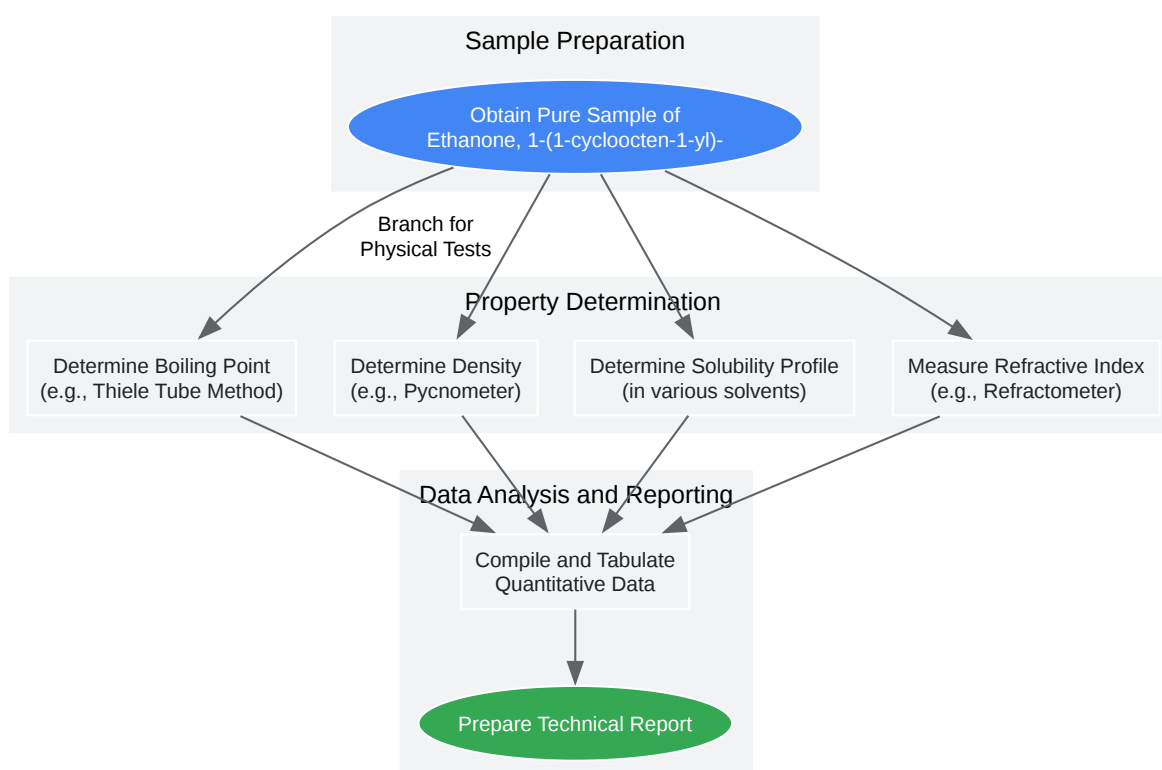 Sample Preparation
Obtain Pure Sample of
Ethanone, 1-(1-cycloocten-1-yl)-
Branch for
Physical Tests
Property Determination
Determine Boiling Point
(e.g., Thiele Tube Method)
Determine Density
(e.g., Pycnometer)
Determine Solubility Profile
(in various solvents)
Measure Refractive Index
(e.g., Refractometer)
Data Analysis and Reporting
Compile and Tabulate
Quantitative Data
Prepare Technical Report